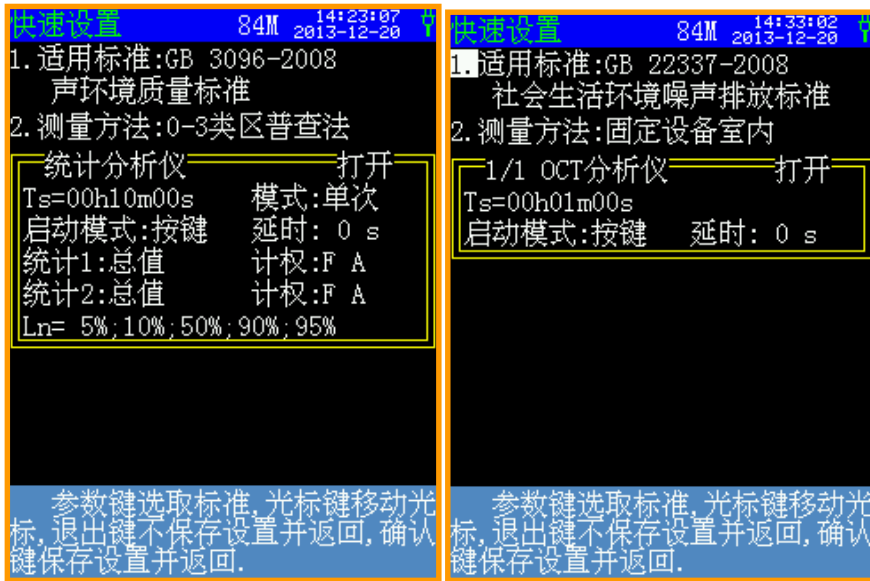 快速设置 84M 14:23:07 2013-12-20
1.适用标准:GB 3096-2008
声环境质量标准
2.测量方法:0-3类区普查法
统计分析仪 打开
Ts=00h10m00s 模式:单次
启动模式:按键 延时: 0 s
统计1:总值 计权:F A
统计2:总值 计权:F A
Ln= 5%;10%;50%;90%;95%
参数键选取标准,光标键移动光
标,退出键不保存设置并返回,确认
键保存设置并返回.
快速设置 84M 14:33:02 2013-12-20
1.适用标准:GB 22337-2008
社会生活环境噪声排放标准
2.测量方法:固定设备室内
1/1 OCT分析仪 打开
Ts=00h01m00s
启动模式:按键 延时: 0 s
参数键选取标准,光标键移动光
标,退出键不保存设置并返回,确认
键保存设置并返回.